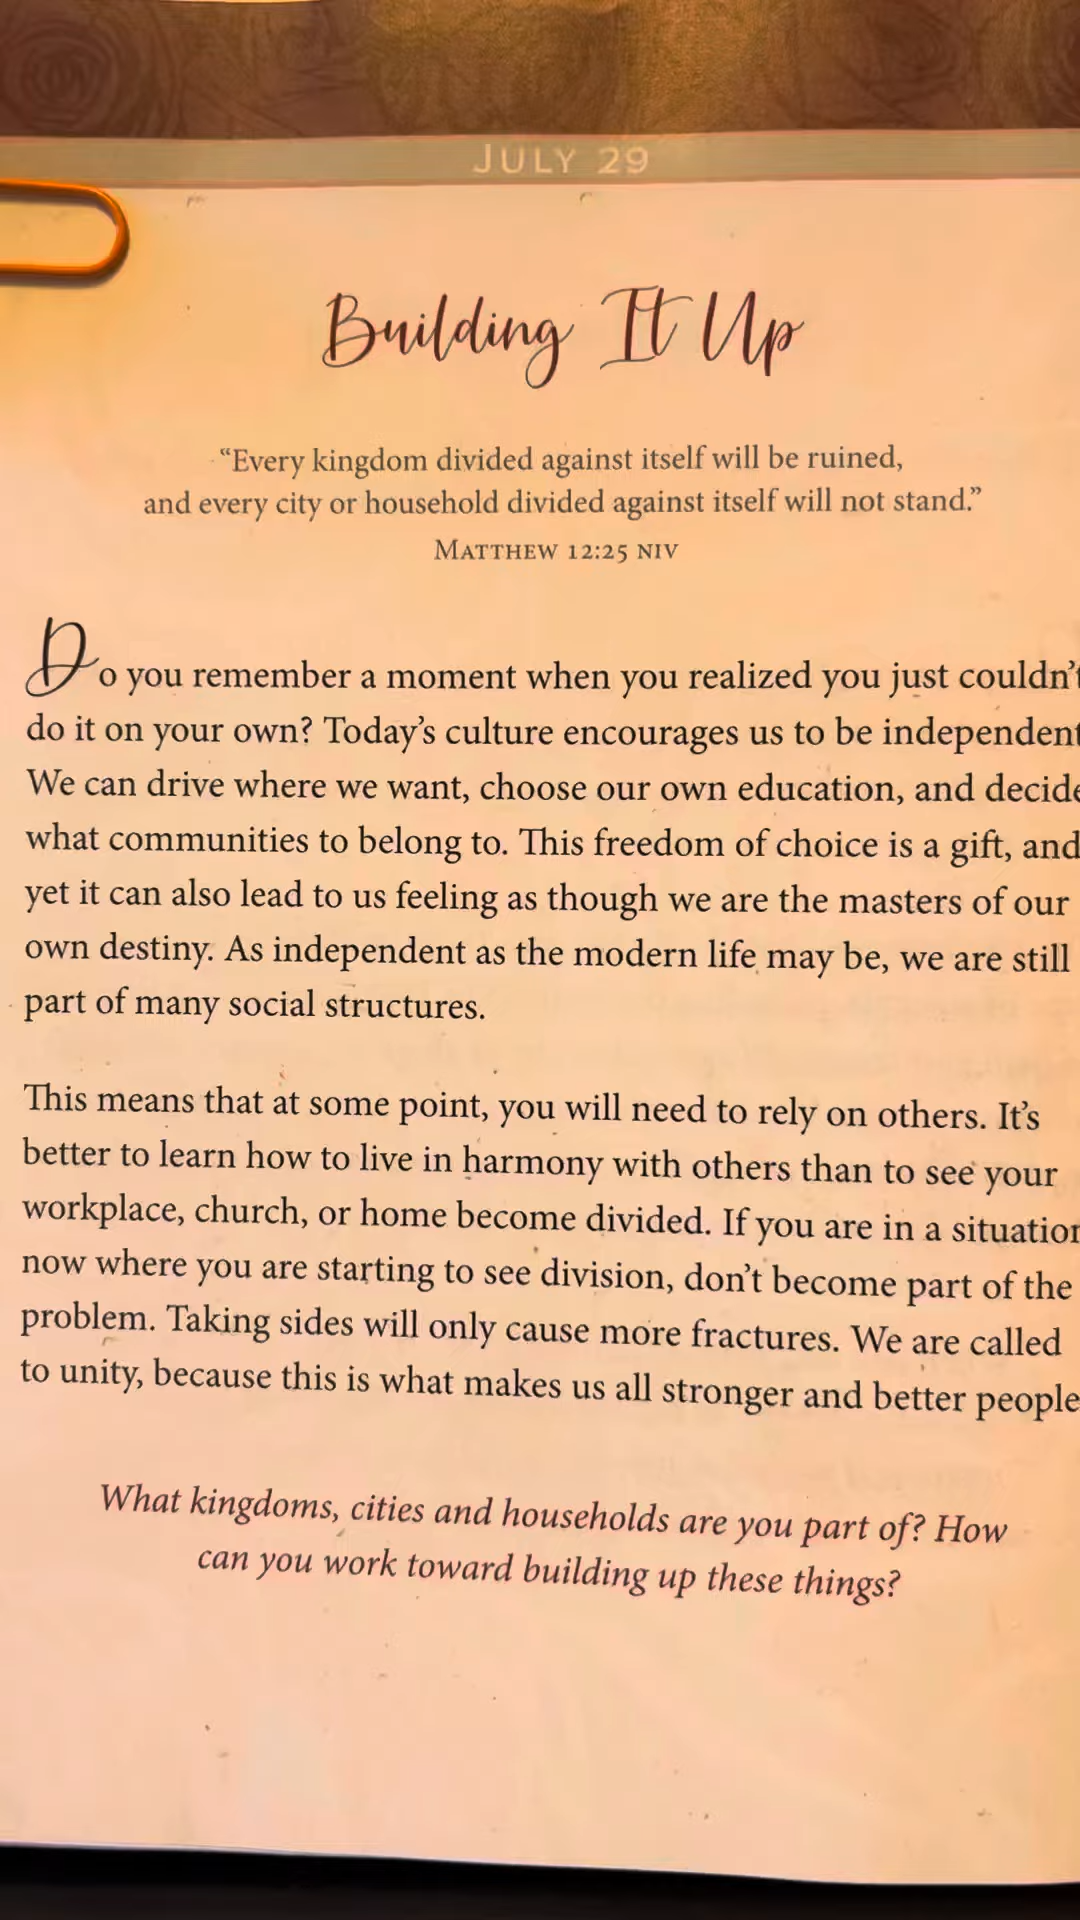 JULY 29
Building It Up
“Every kingdom divided against itself will be ruined,
and every city or household divided against itself will not stand.”
MATTHEW 12:25 NIV
Do you remember a moment when you realized you just couldn’t
do it on your own? Today’s culture encourages us to be independent
We can drive where we want, choose our own education, and decide
what communities to belong to. This freedom of choice is a gift, and
yet it can also lead to us feeling as though we are the masters of our
own destiny. As independent as the modern life may be, we are still
part of many social structures.
This means that at some point, you will need to rely on others. It’s
better to learn how to live in harmony with others than to see your
workplace, church, or home become divided. If you are in a situation
now where you are starting to see division, don’t become part of the
problem. Taking sides will only cause more fractures. We are called
to unity, because this is what makes us all stronger and better people
What kingdoms, cities and households are you part of? How
can you work toward building up these things?